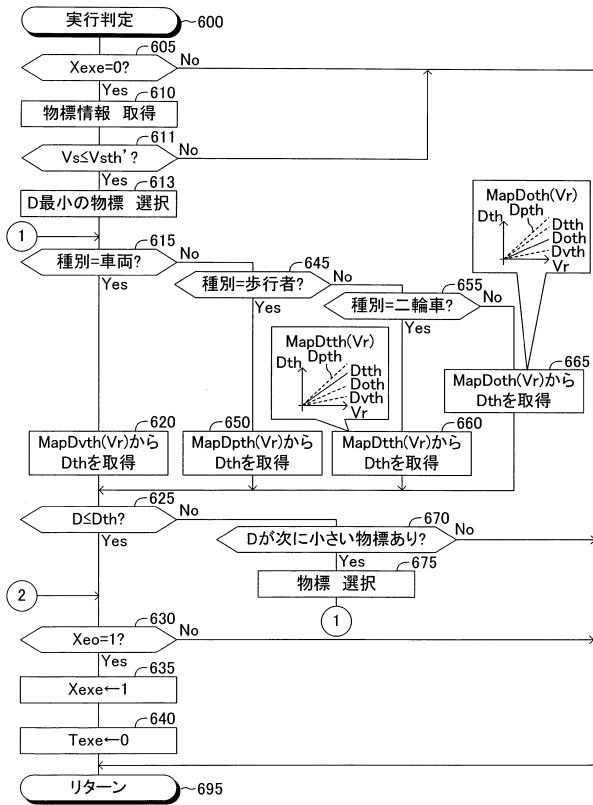 実行判定
600
605
Xexe=0?
No
Yes
610
物標情報 取得
611
Vs≤Vsth'?
No
Yes
613
D最小の物標 選択
1
615
種別=車両?
No
Yes
645
種別=歩行者?
No
Yes
655
種別=二輪車?
No
Yes
MapDoth(Vr)
Dpth
Dth
Dtth
Doth
Dvth
Vr
MapDtth(Vr)
Dpth
Dth
Dtth
Doth
Dvth
Vr
665
MapDoth(Vr)から
Dthを取得
620
MapDvth(Vr)から
Dthを取得
650
MapDpth(Vr)から
Dthを取得
660
MapDtth(Vr)から
Dthを取得
625
D≤Dth?
No
Yes
670
Dが次に小さい物標あり?
No
Yes
675
物標 選択
1
2
630
Xeo=1?
No
Yes
635
Xexe←1
640
Texe←0
リターン
695